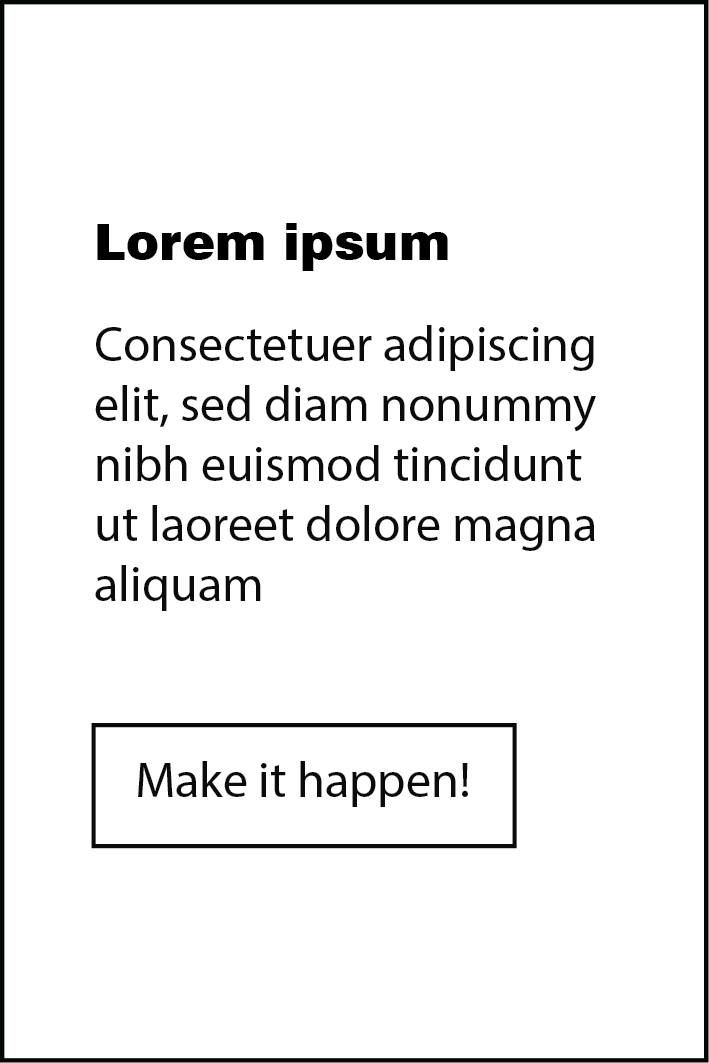 Lorem ipsum
Consectetuer adipiscing
elit, sed diam nonummy
nibh euismod tincidunt
ut laoreet dolore magna
aliquam
Make it happen!